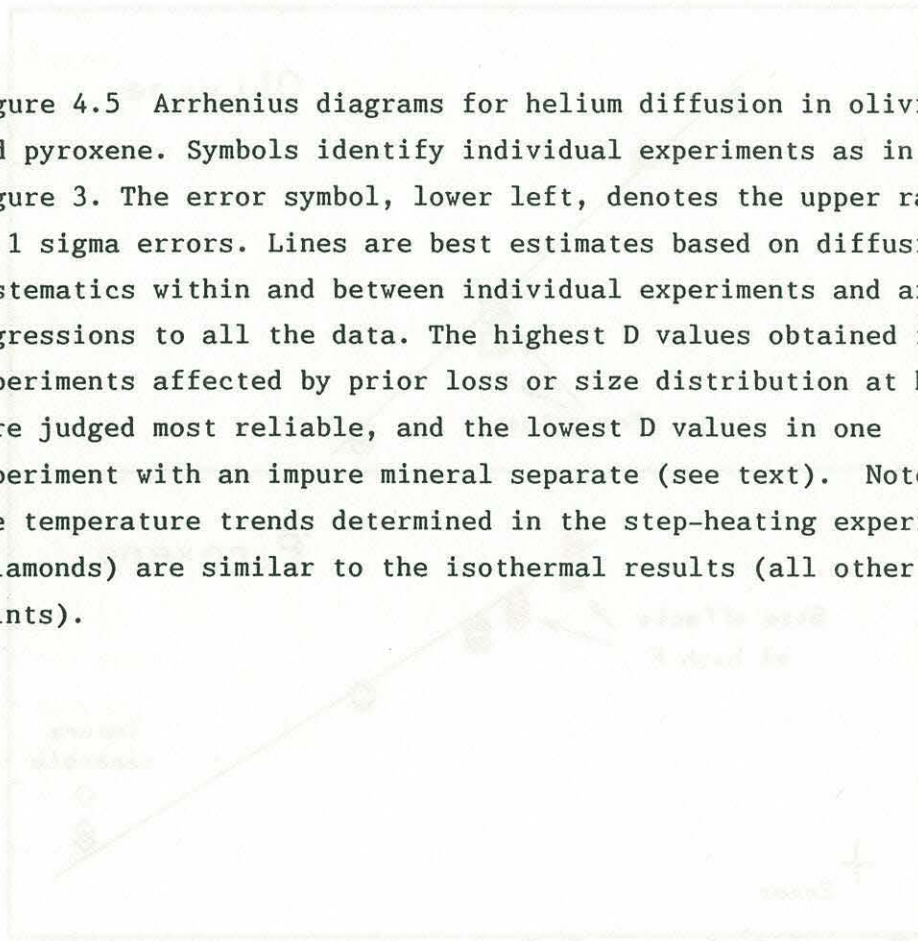 gure 4.5 Arrhenius diagrams for helium diffusion in olivi
d pyroxene. Symbols identify individual experiments as in
gure 3. The error symbol, lower left, denotes the upper ra
1 sigma errors. Lines are best estimates based on diffusi
stematics within and between individual experiments and a
gressions to all the data. The highest D values obtained
periments affected by prior loss or size distribution at
re judged most reliable, and the lowest D values in one
periment with an impure mineral separate (see text). Note
e temperature trends determined in the step-heating experi
amonds) are similar to the isothermal results (all other
ints).